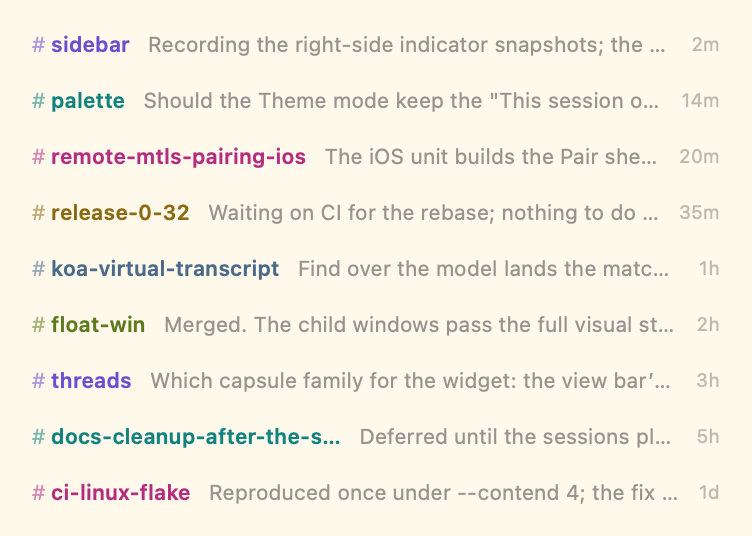 # sidebar Recording the right-side indicator snapshots; the ... 2m
# palette Should the Theme mode keep the "This session o... 14m
# remote-mtls-pairing-ios The iOS unit builds the Pair she... 20m
# release-0-32 Waiting on CI for the rebase; nothing to do ... 35m
# koa-virtual-transcript Find over the model lands the matc... 1h
# float-win Merged. The child windows pass the full visual st... 2h
# threads Which capsule family for the widget: the view bar’... 3h
# docs-cleanup-after-the-s... Deferred until the sessions pl... 5h
# ci-linux-flake Reproduced once under --contend 4; the fix ... 1d